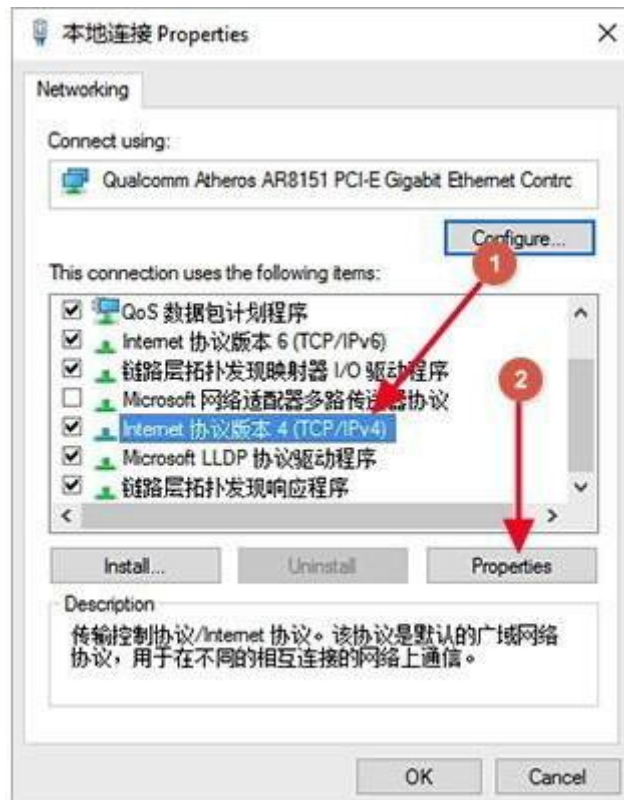 本地连接 Properties
Networking
Connect using:
Qualcomm Atheros AR8151 PCI-E Gigabit Ethernet Contrc
Configure...
1
This connection uses the following items:
QoS 数据包计划程序
Internet 协议版本 6 (TCP/IPv6)
链路层拓扑发现映射器 I/O 驱动程序
2
Microsoft 网络适配器多路传送器协议
Internet 协议版本 4 (TCP/IPv4)
Microsoft LLDP 协议驱动程序
链路层拓扑发现响应程序
Install...
Uninstall
Properties
Description
传输控制协议/Internet 协议。该协议是默认的广域网络
协议，用于在不同的相互连接的网络上通信。
OK
Cancel